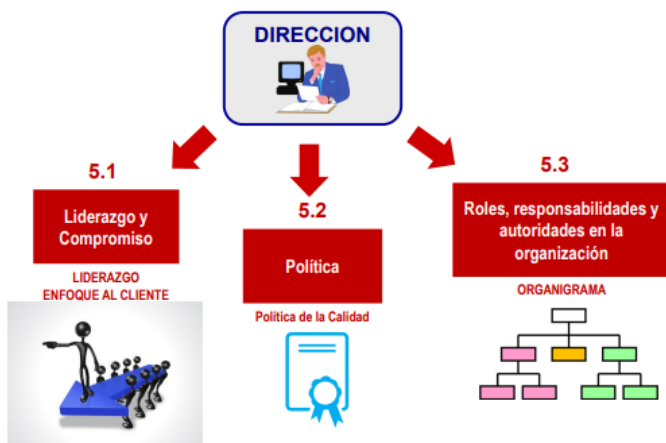 DIRECCION
5.1
Liderazgo y
Compromiso
LIDERAZGO
ENFOQUE AL CLIENTE
5.2
Política
Política de la Calidad
5.3
Roles, responsabilidades y
autoridades en la
organización
ORGANIGRAMA